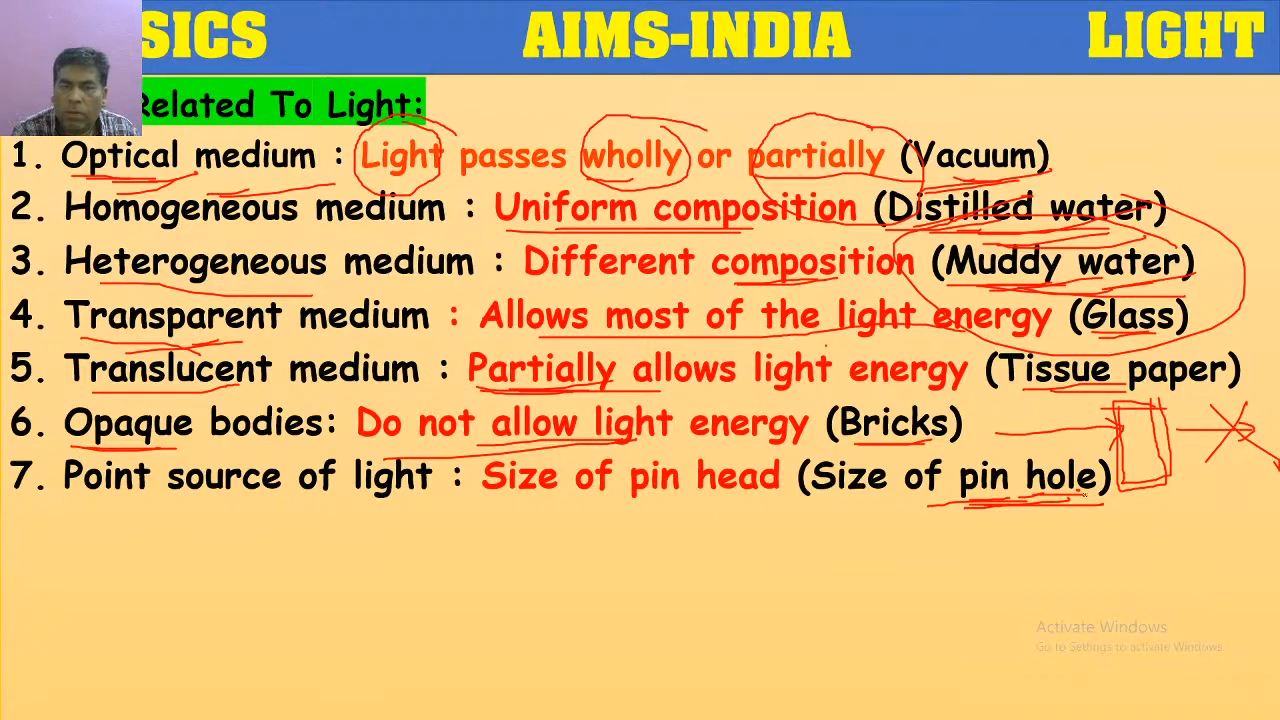 SICS AIMS-INDIA LIGHT
Related To Light:
1. Optical medium : Light passes wholly or partially (Vacuum)
2. Homogeneous medium : Uniform composition (Distilled water)
3. Heterogeneous medium : Different composition (Muddy water)
4. Transparent medium : Allows most of the light energy (Glass)
5. Translucent medium : Partially allows light energy (Tissue paper)
6. Opaque bodies: Do not allow light energy (Bricks)
7. Point source of light : Size of pin head (Size of pin hole)
Activate Windows
Go to Settings to activate Windows.